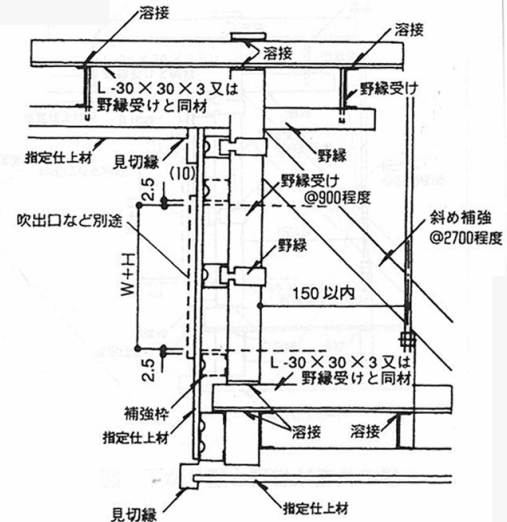 溶接
溶接
溶接
L-30×30×3又は
野縁受けと同材
野縁受け
指定仕上材
見切縁
野縁
(10)
2.5
野縁受け
@900程度
吹出口など別途
斜め補強
@2700程度
W+H
野縁
150以内
2.5
L-30×30×3又は
野縁受けと同材
補強枠
指定仕上材
溶接
溶接
見切縁
指定仕上材